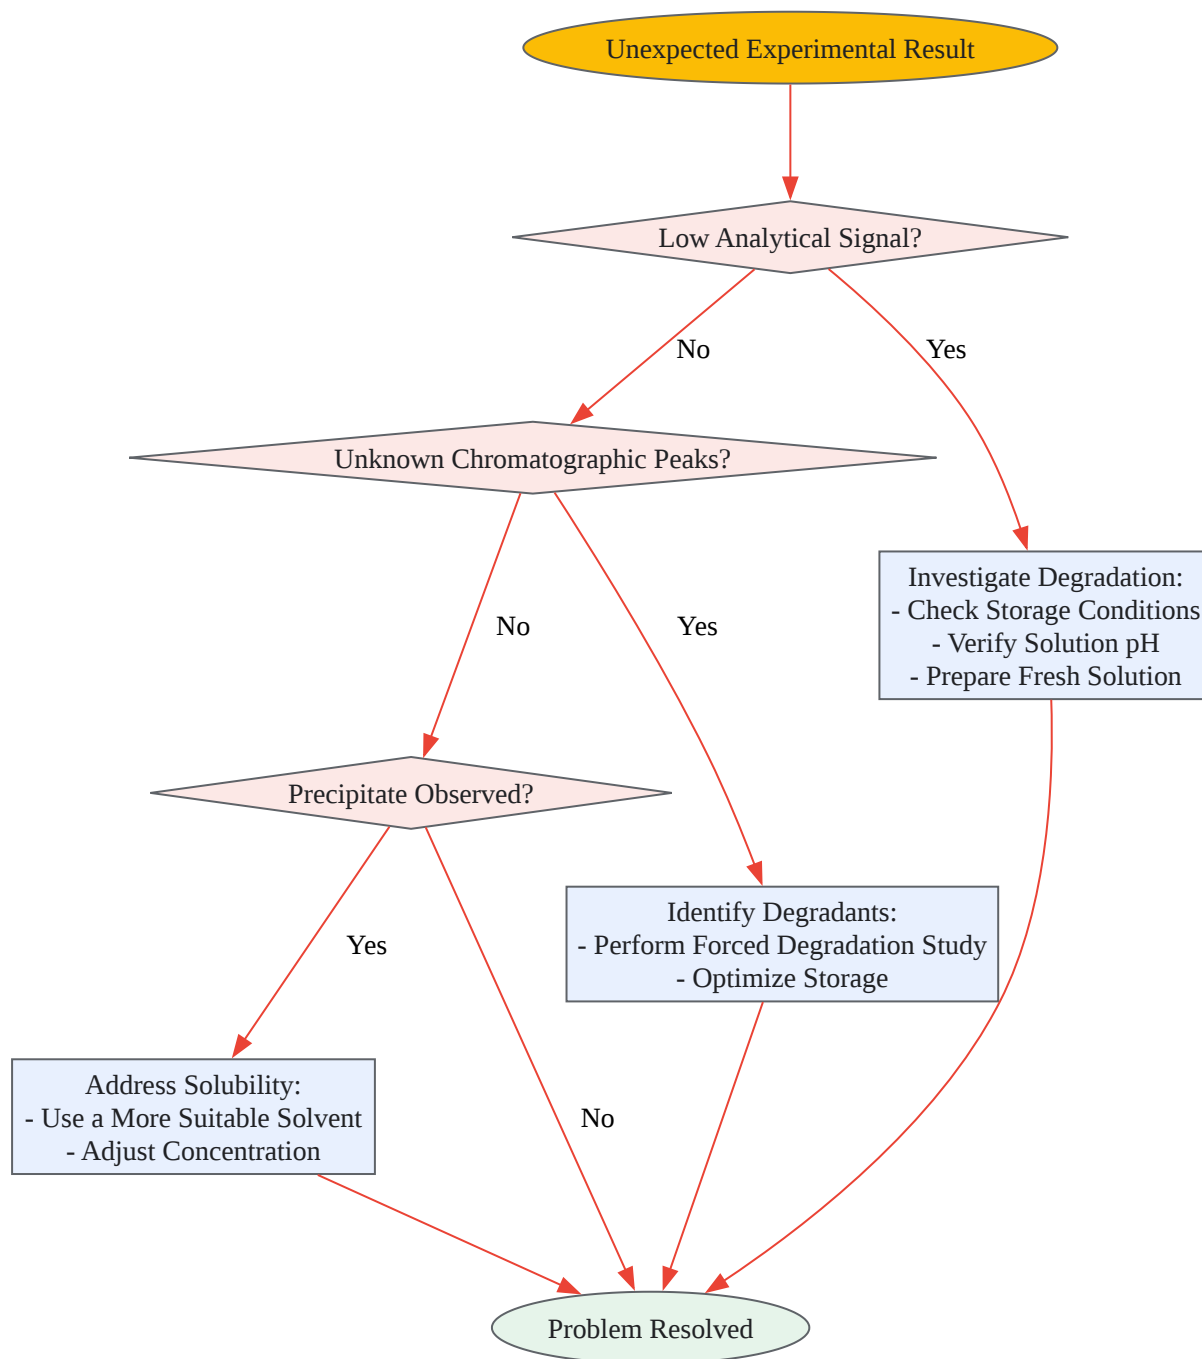 Unexpected Experimental Result
Low Analytical Signal?
No
Yes
Unknown Chromatographic Peaks?
Investigate Degradation:
- Check Storage Conditions
- Verify Solution pH
- Prepare Fresh Solution
No
Yes
Precipitate Observed?
Identify Degradants:
- Perform Forced Degradation Study
- Optimize Storage
Yes
Address Solubility:
- Use a More Suitable Solvent
- Adjust Concentration
No
Problem Resolved